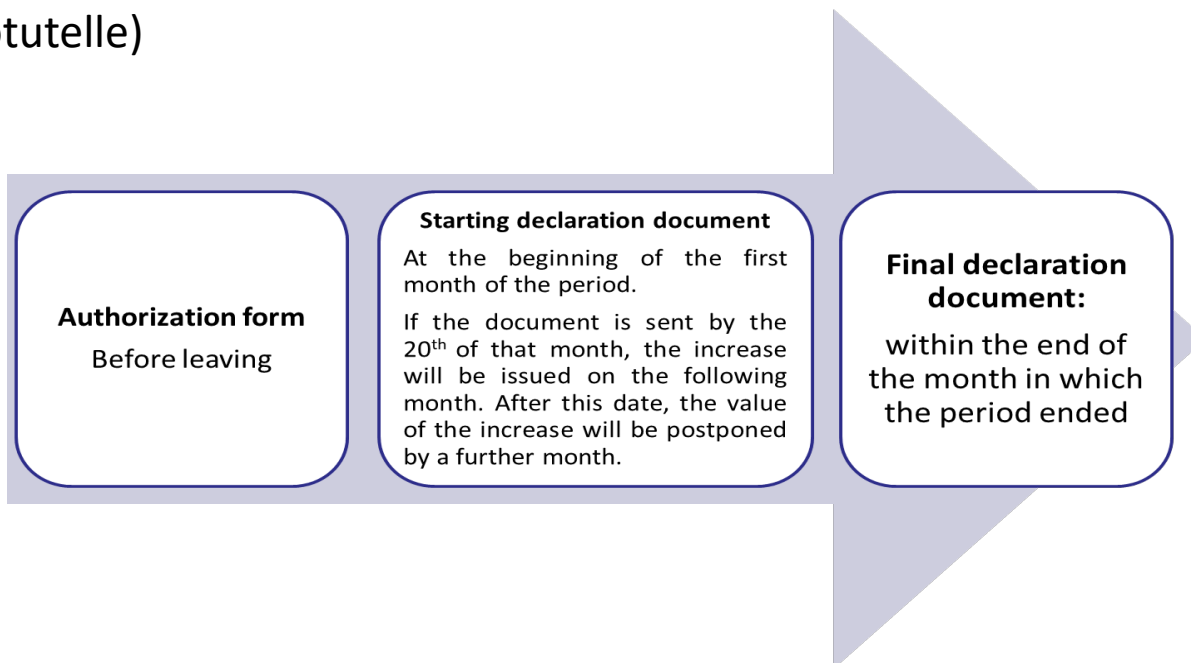 tutelle)
Authorization form
Before leaving
Starting declaration document
At the beginning of the first
month of the period.
If the document is sent by the
20th of that month, the increase
will be issued on the following
month. After this date, the value
of the increase will be postponed
by a further month.
Final declaration
document:
within the end of
the month in which
the period ended